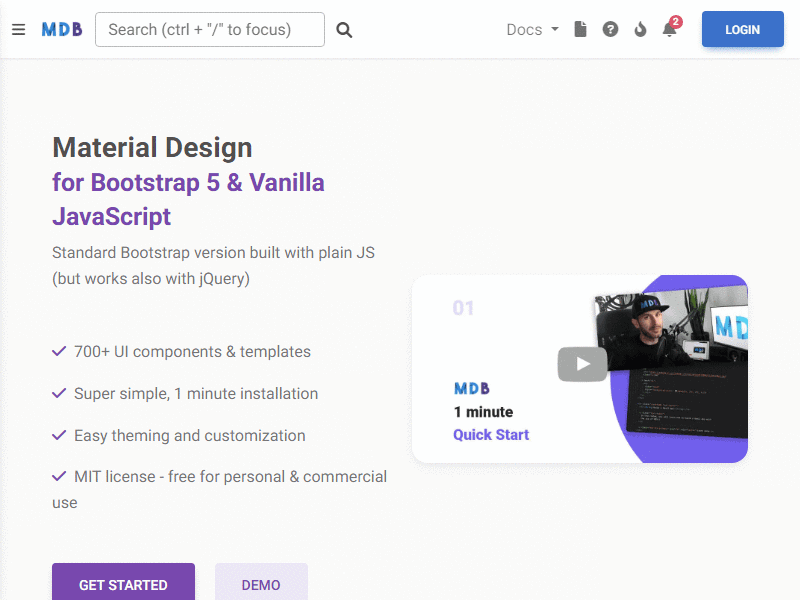 MDB
Search (ctrl + "/" to focus)
Docs
2
LOGIN
Material Design
for Bootstrap 5 & Vanilla
JavaScript
Standard Bootstrap version built with plain JS
(but works also with jQuery)
700+ UI components & templates
Super simple, 1 minute installation
Easy theming and customization
MIT license - free for personal & commercial
use
GET STARTED
DEMO
01
MDB
1 minute
Quick Start
MDB
MD